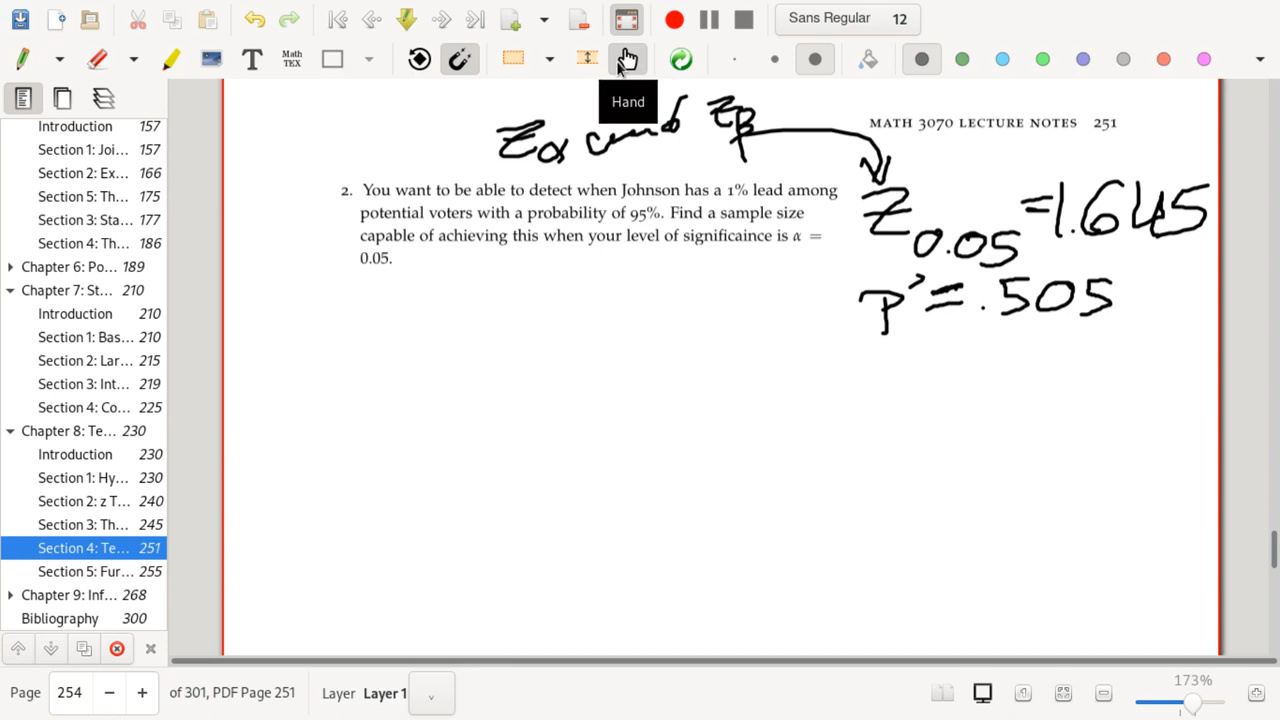 Sans Regular 12
Math TEX
Hand
Introduction 157
Section 1: Joi... 157
Section 2: Ex... 166
Section 5: Th... 175
Section 3: Sta... 177
Section 4: Th... 186
Chapter 6: Po... 189
Chapter 7: St... 210
Introduction 210
Section 1: Bas... 210
Section 2: Lar... 215
Section 3: Int... 219
Section 4: Co... 225
Chapter 8: Te... 230
Introduction 230
Section 1: Hy... 230
Section 2: z T... 240
Section 3: Th... 245
Section 4: Te... 251
Section 5: Fur... 255
Chapter 9: Inf... 268
Bibliography 300
MATH 3070 LECTURE NOTES 251
zα and zβ
2. You want to be able to detect when Johnson has a 1% lead among
potential voters with a probability of 95%. Find a sample size
capable of achieving this when your level of significaince is α =
0.05.
z0.05 = 1.645
p' = .505
Page 254 of 301, PDF Page 251 Layer Layer 1 173%